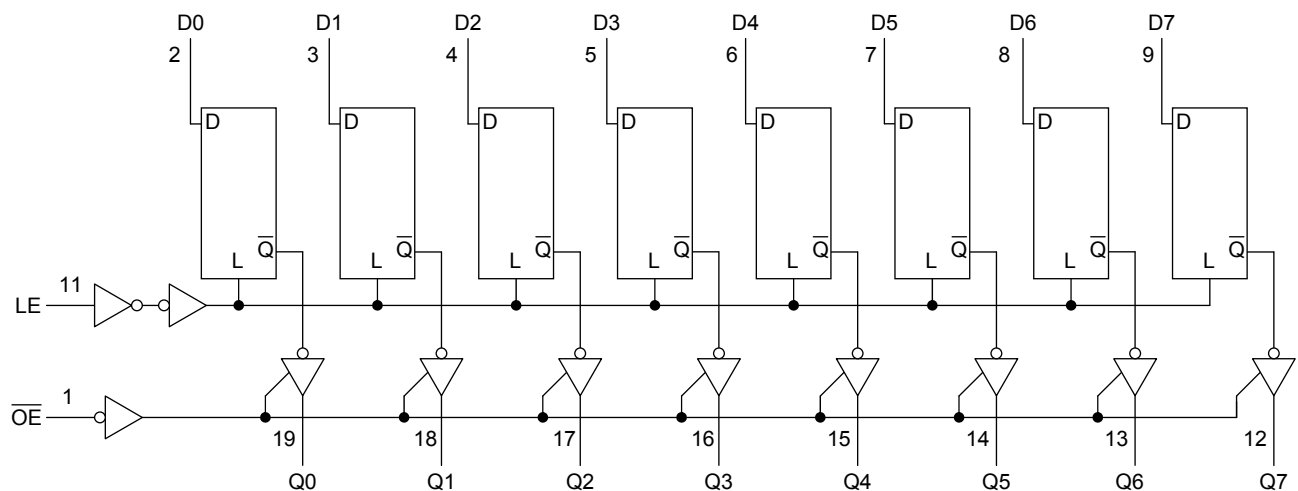 D0 D1 D2 D3 D4 D5 D6 D7
2 3 4 5 6 7 8 9
D D D D D D D D
Q̅ Q̅ Q̅ Q̅ Q̅ Q̅ Q̅ Q̅
L L L L L L L L
LE 11
O̅E̅ 1
19 18 17 16 15 14 13 12
Q0 Q1 Q2 Q3 Q4 Q5 Q6 Q7